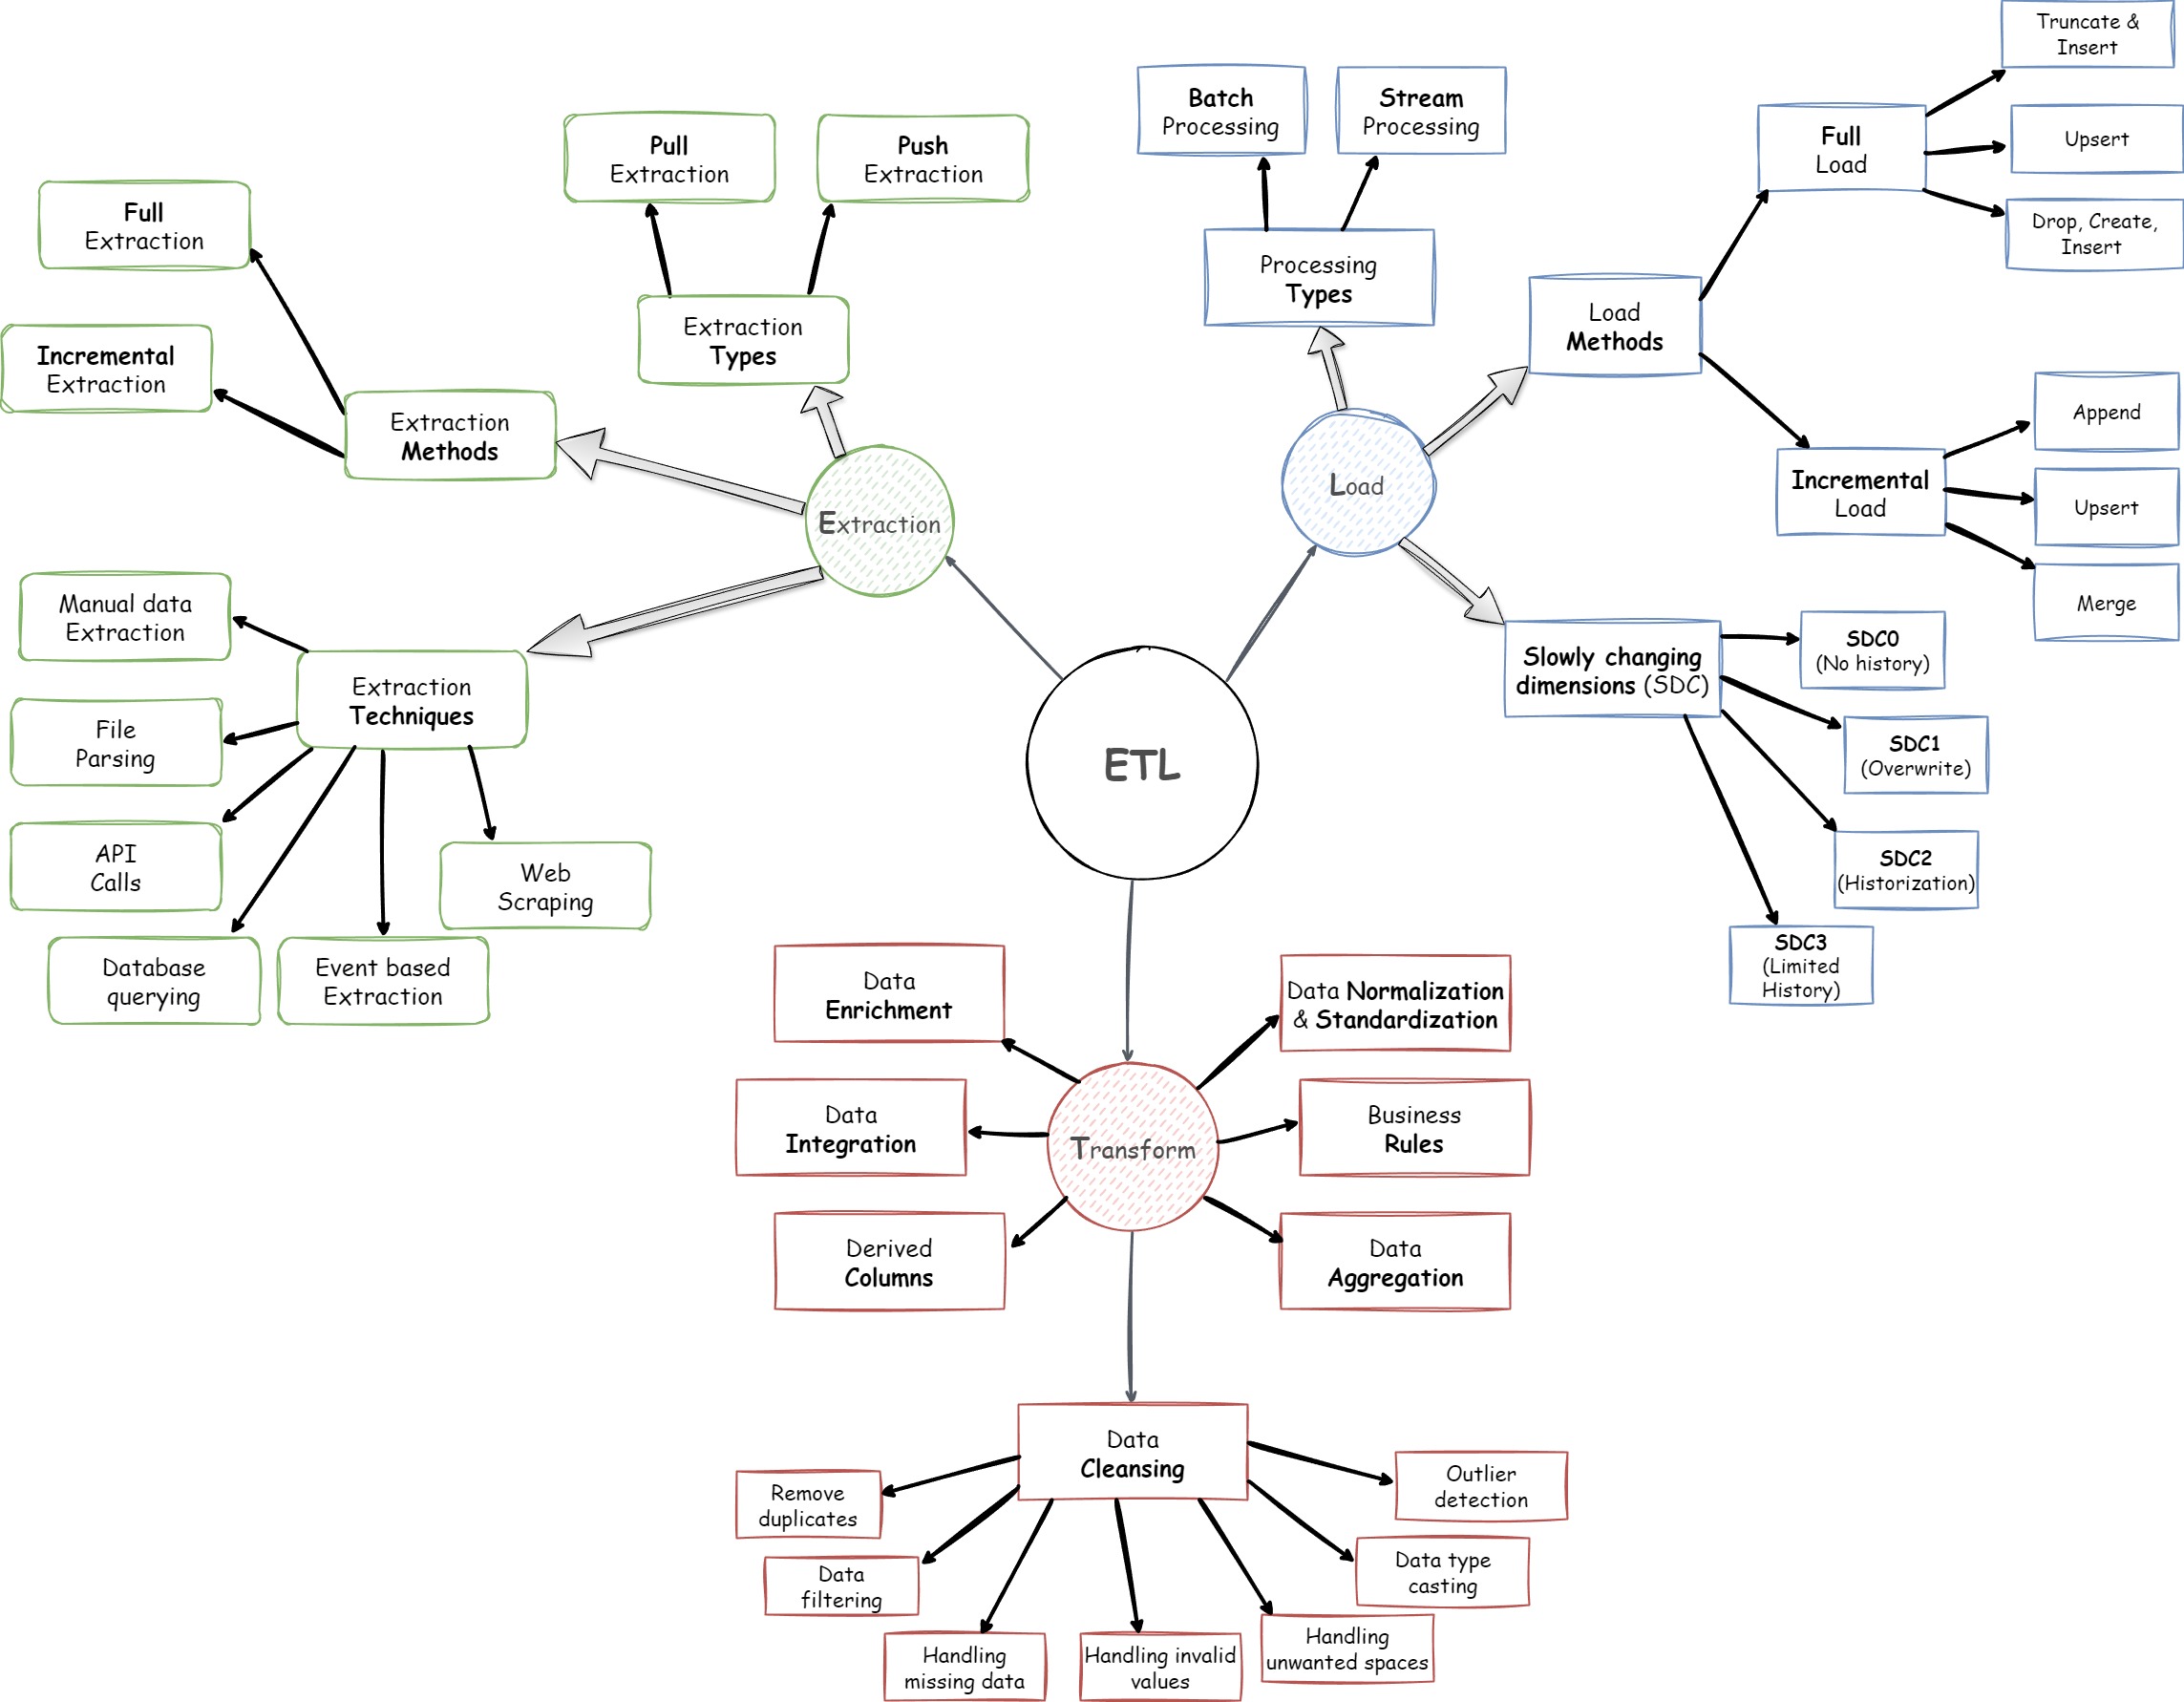 ETL
Extraction
Extraction
Types
Pull
Extraction
Push
Extraction
Extraction
Methods
Full
Extraction
Incremental
Extraction
Extraction
Techniques
Manual data
Extraction
File
Parsing
API
Calls
Database
querying
Event based
Extraction
Web
Scraping
Load
Processing
Types
Batch
Processing
Stream
Processing
Load
Methods
Full
Load
Truncate &
Insert
Upsert
Drop, Create,
Insert
Incremental
Load
Append
Upsert
Merge
Slowly changing
dimensions (SDC)
SDC0
(No history)
SDC1
(Overwrite)
SDC2
(Historization)
SDC3
(Limited
History)
Transform
Data
Enrichment
Data
Integration
Derived
Columns
Data Normalization
& Standardization
Business
Rules
Data
Aggregation
Data
Cleansing
Remove
duplicates
Data
filtering
Handling
missing data
Handling invalid
values
Handling
unwanted spaces
Data type
casting
Outlier
detection